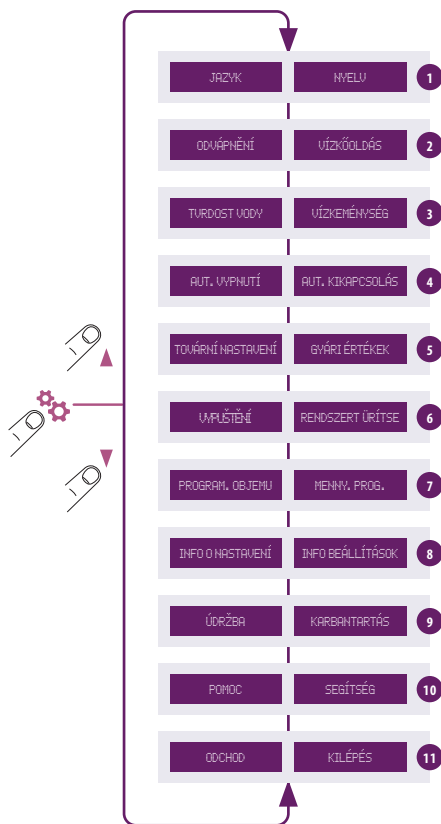 JAZYK NYELV 1
ODVÁPNĚNÍ VÍZKŐOLDÁS 2
TVRDOST VODY VÍZKEMÉNYSÉG 3
AUT. VYPNUTÍ AUT. KIKAPCSOLÁS 4
TOVÁRNÍ NASTAVENÍ GYÁRI ÉRTÉKEK 5
VYPUŠTĚNÍ RENDSZERT ÜRÍTSE 6
PROGRAM. OBJEMU MENNY. PROG. 7
INFO O NASTAVENÍ INFO BEÁLLÍTÁSOK 8
ÚDRŽBA KARBANTARTÁS 9
POMOC SEGÍTSÉG 10
ODCHOD KILÉPÉS 11